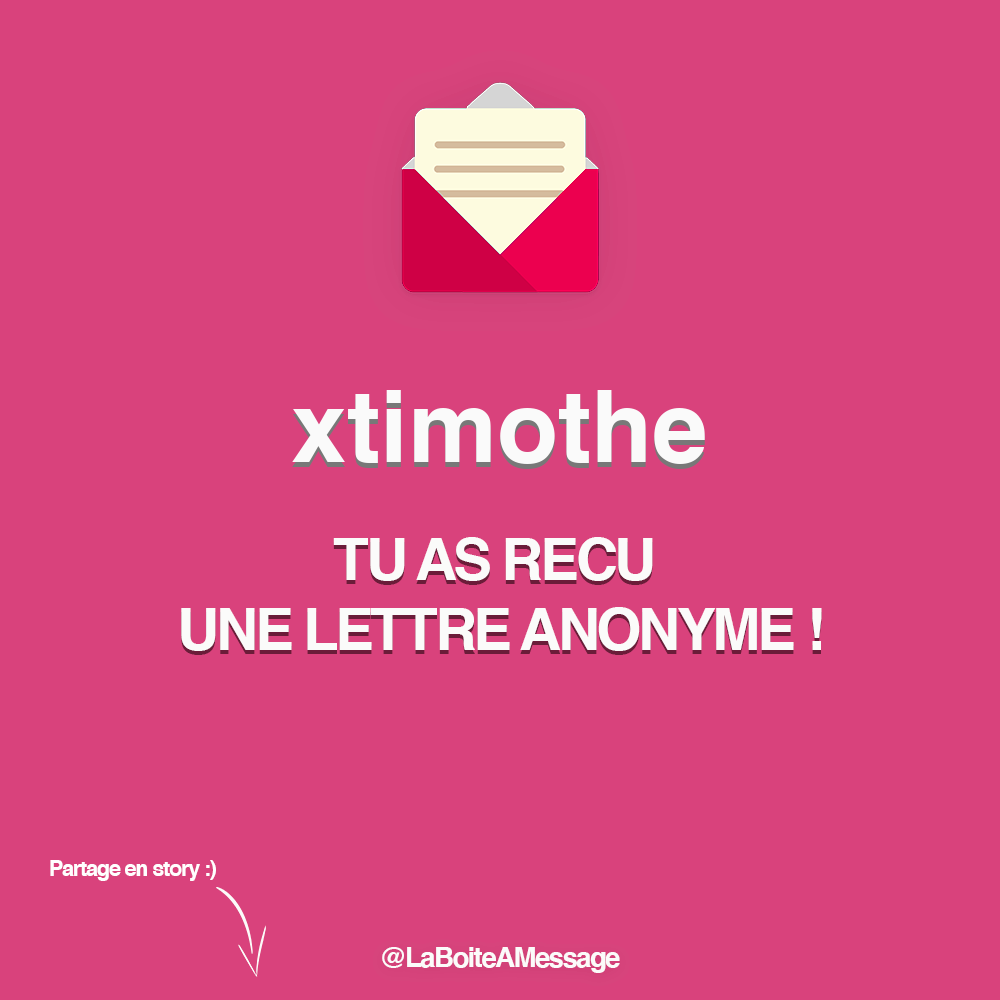 xtimothe
TU AS RECU
UNE LETTRE ANONYME !
Partage en story :)
@LaBoiteAMessage